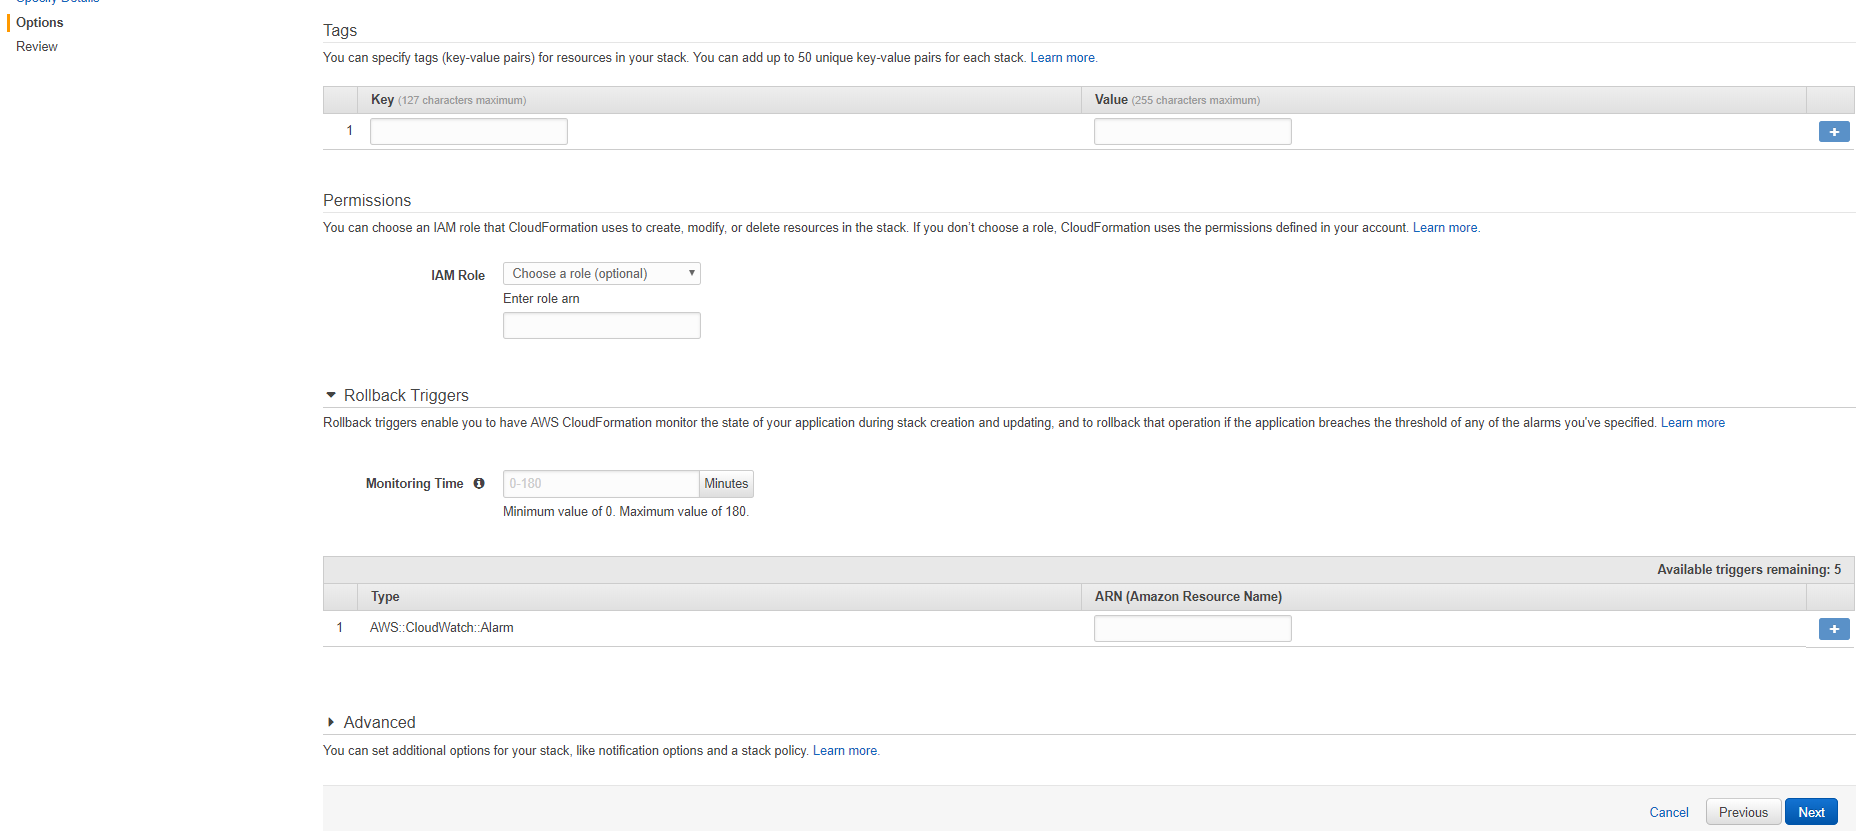 Specify Details
Options
Review
Tags
You can specify tags (key-value pairs) for resources in your stack. You can add up to 50 unique key-value pairs for each stack. Learn more.
Key (127 characters maximum) Value (255 characters maximum)
1 +
Permissions
You can choose an IAM role that CloudFormation uses to create, modify, or delete resources in the stack. If you don't choose a role, CloudFormation uses the permissions defined in your account. Learn more.
IAM Role Choose a role (optional)
Enter role arn
Rollback Triggers
Rollback triggers enable you to have AWS CloudFormation monitor the state of your application during stack creation and updating, and to rollback that operation if the application breaches the threshold of any of the alarms you've specified. Learn more
Monitoring Time 0-180 Minutes
Minimum value of 0. Maximum value of 180.
Available triggers remaining: 5
Type ARN (Amazon Resource Name)
1 AWS::CloudWatch::Alarm +
Advanced
You can set additional options for your stack, like notification options and a stack policy. Learn more.
Cancel Previous Next